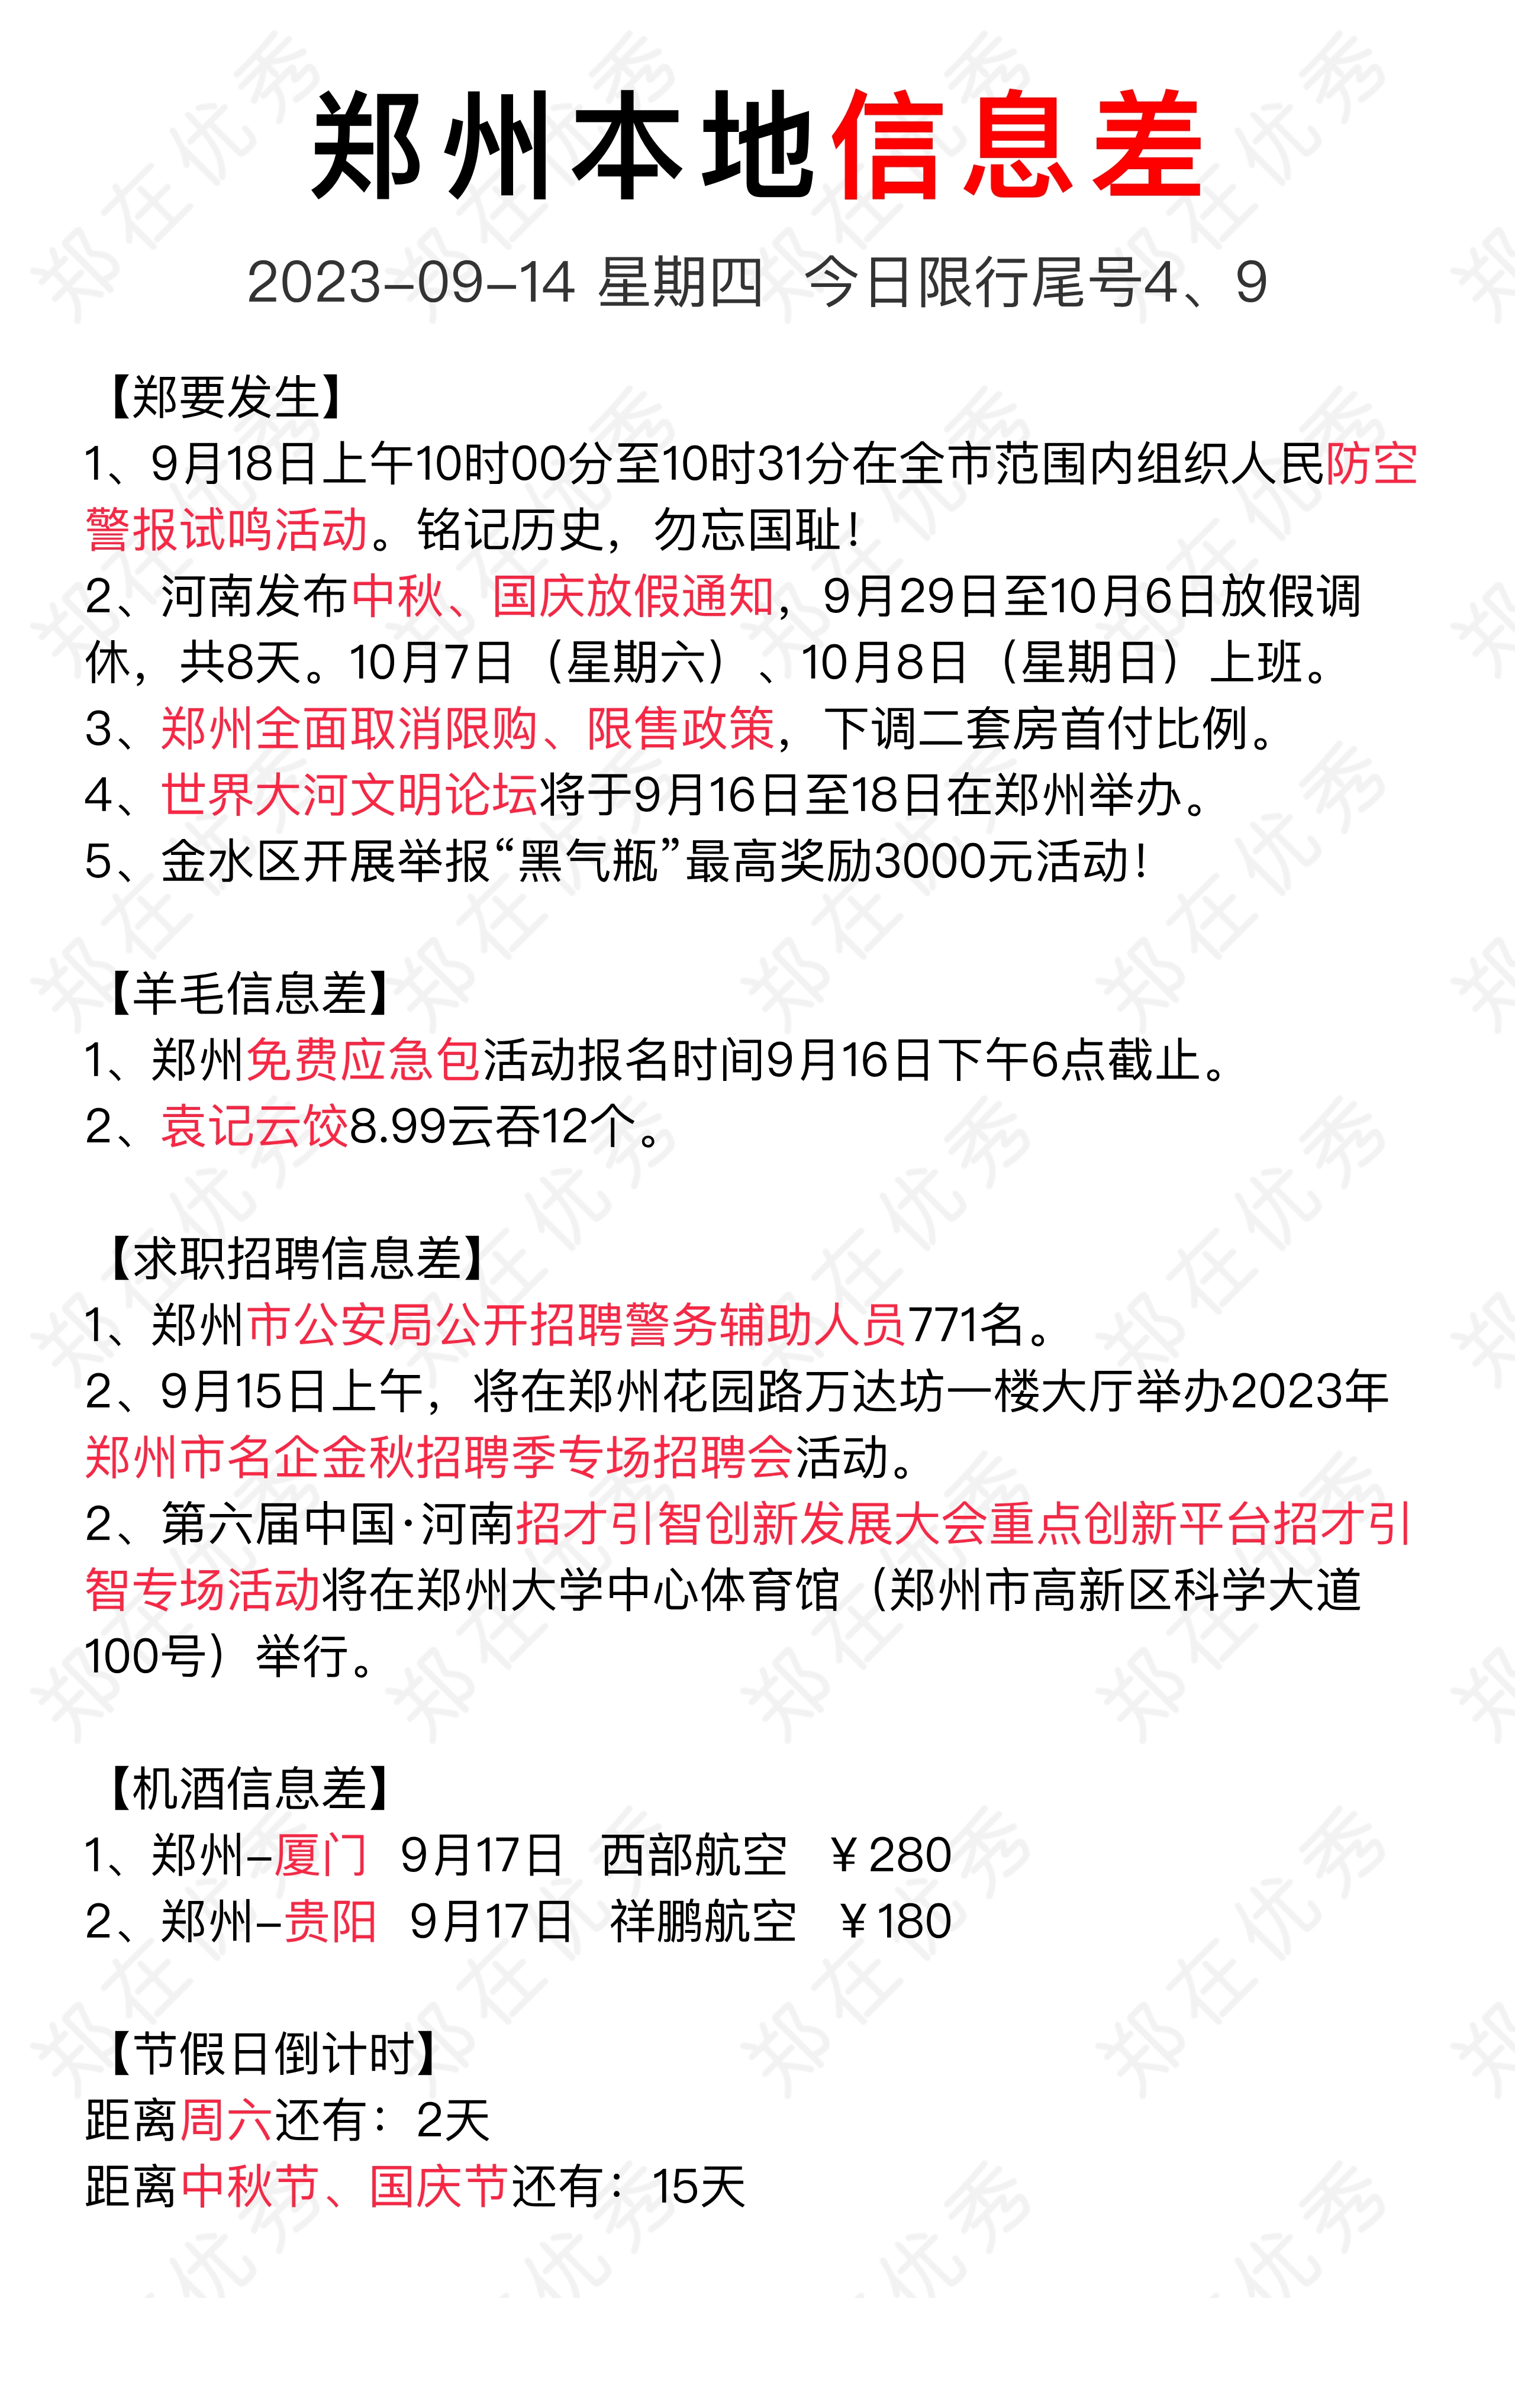 郑州本地信息差
2023-09-14 星期四 今日限行尾号4、9
【郑要发生】
1、9月18日上午10时00分至10时31分在全市范围内组织人民防空
警报试鸣活动。铭记历史，勿忘国耻！
2、河南发布中秋、国庆放假通知，9月29日至10月6日放假调
休，共8天。10月7日（星期六）、10月8日（星期日）上班。
3、郑州全面取消限购、限售政策，下调二套房首付比例。
4、世界大河文明论坛将于9月16日至18日在郑州举办。
5、金水区开展举报“黑气瓶”最高奖励3000元活动！
【羊毛信息差】
1、郑州免费应急包活动报名时间9月16日下午6点截止。
2、袁记云饺8.99云吞12个。
【求职招聘信息差】
1、郑州市公安局公开招聘警务辅助人员771名。
2、9月15日上午，将在郑州花园路万达坊一楼大厅举办2023年
郑州市名企金秋招聘季专场招聘会活动。
2、第六届中国·河南招才引智创新发展大会重点创新平台招才引
智专场活动将在郑州大学中心体育馆（郑州市高新区科学大道
100号）举行。
【机酒信息差】
1、郑州-厦门 9月17日 西部航空 ￥280
2、郑州-贵阳 9月17日 祥鹏航空 ￥180
【节假日倒计时】
距离周六还有：2天
距离中秋节、国庆节还有：15天
郑在优秀